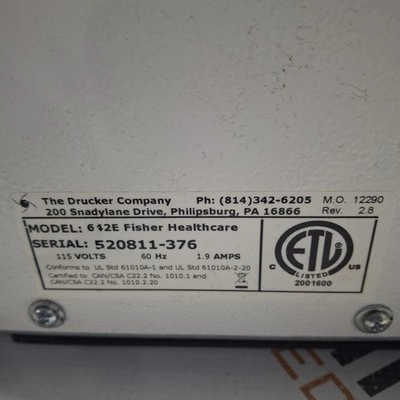 The Drucker Company Ph: (814)342-6205 M.O. 12290
200 Snadylane Drive, Philipsburg, PA 16866 Rev. 2.8
MODEL: 642E Fisher Healthcare
SERIAL: 520811-376
115 VOLTS 60 Hz 1.9 AMPS
Conforms to UL Std 61010A-1 and UL Std 61010A-2-20
Certified to CAN/CSA C22.2 No. 1010.1 and
CAN/CSA C22.2 No. 1010.2.20
ETL
C US
LISTED
2001600